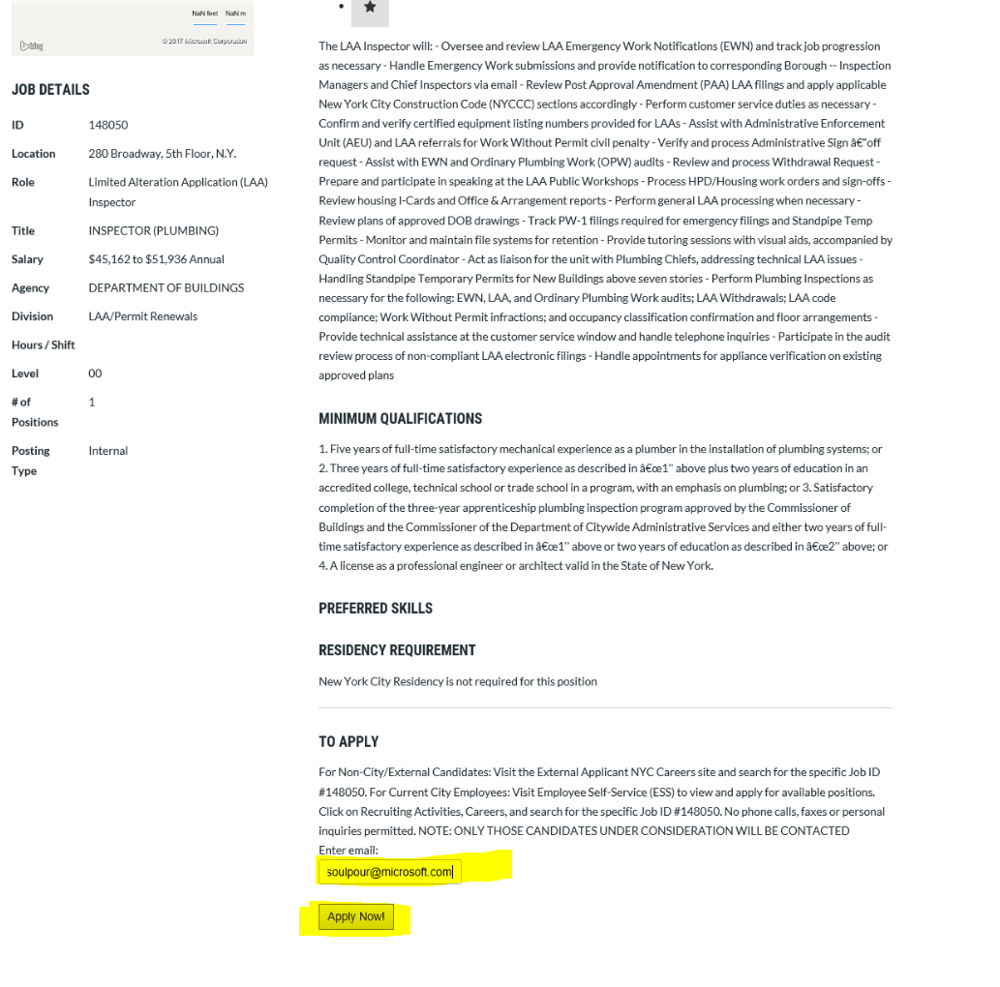 NaN feet NaN m
bing
© 2017 Microsoft Corporation
JOB DETAILS
ID 148050
Location 280 Broadway, 5th Floor, N.Y.
Role Limited Alteration Application (LAA)
Inspector
Title INSPECTOR (PLUMBING)
Salary $45,162 to $51,936 Annual
Agency DEPARTMENT OF BUILDINGS
Division LAA/Permit Renewals
Hours / Shift
Level 00
# of 1
Positions
Posting Internal
Type
The LAA Inspector will: - Oversee and review LAA Emergency Work Notifications (EWN) and track job progression
as necessary - Handle Emergency Work submissions and provide notification to corresponding Borough -- Inspection
Managers and Chief Inspectors via email - Review Post Approval Amendment (PAA) LAA filings and apply applicable
New York City Construction Code (NYCCC) sections accordingly - Perform customer service duties as necessary -
Confirm and verify certified equipment listing numbers provided for LAAs - Assist with Administrative Enforcement
Unit (AEU) and LAA referrals for Work Without Permit civil penalty - Verify and process Administrative Sign â€“off
request - Assist with EWN and Ordinary Plumbing Work (OPW) audits - Review and process Withdrawal Request -
Prepare and participate in speaking at the LAA Public Workshops - Process HPD/Housing work orders and sign-offs -
Review housing I-Cards and Office & Arrangement reports - Perform general LAA processing when necessary -
Review plans of approved DOB drawings - Track PW-1 filings required for emergency filings and Standpipe Temp
Permits - Monitor and maintain file systems for retention - Provide tutoring sessions with visual aids, accompanied by
Quality Control Coordinator - Act as liaison for the unit with Plumbing Chiefs, addressing technical LAA issues -
Handling Standpipe Temporary Permits for New Buildings above seven stories - Perform Plumbing Inspections as
necessary for the following: EWN, LAA, and Ordinary Plumbing Work audits; LAA Withdrawals; LAA code
compliance; Work Without Permit infractions; and occupancy classification confirmation and floor arrangements -
Provide technical assistance at the customer service window and handle telephone inquiries - Participate in the audit
review process of non-compliant LAA electronic filings - Handle appointments for appliance verification on existing
approved plans
MINIMUM QUALIFICATIONS
1. Five years of full-time satisfactory mechanical experience as a plumber in the installation of plumbing systems; or
2. Three years of full-time satisfactory experience as described in â€œ1" above plus two years of education in an
accredited college, technical school or trade school in a program, with an emphasis on plumbing; or 3. Satisfactory
completion of the three-year apprenticeship plumbing inspection program approved by the Commissioner of
Buildings and the Commissioner of the Department of Citywide Administrative Services and either two years of full-
time satisfactory experience as described in â€œ1" above or two years of education as described in â€œ2" above; or
4. A license as a professional engineer or architect valid in the State of New York.
PREFERRED SKILLS
RESIDENCY REQUIREMENT
New York City Residency is not required for this position
TO APPLY
For Non-City/External Candidates: Visit the External Applicant NYC Careers site and search for the specific Job ID
#148050. For Current City Employees: Visit Employee Self-Service (ESS) to view and apply for available positions.
Click on Recruiting Activities, Careers, and search for the specific Job ID #148050. No phone calls, faxes or personal
inquiries permitted. NOTE: ONLY THOSE CANDIDATES UNDER CONSIDERATION WILL BE CONTACTED
Enter email:
soulpour@microsoft.com
Apply Now!